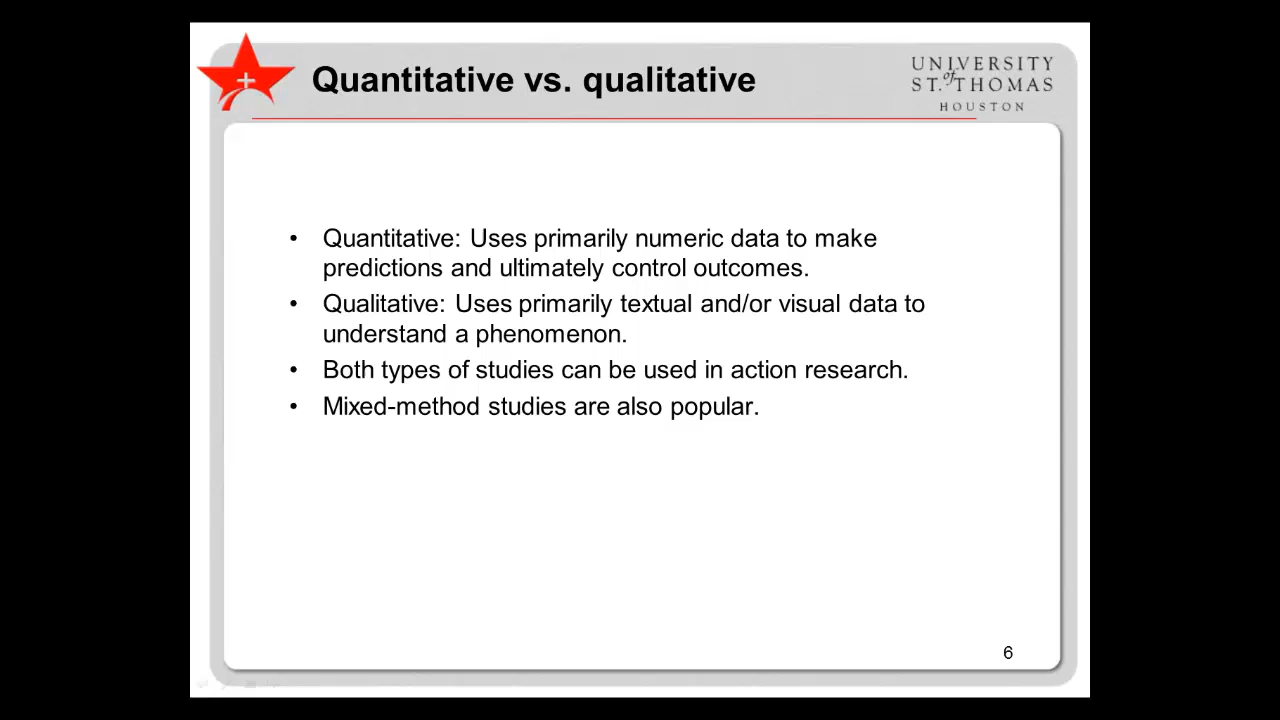 Quantitative vs. qualitative
UNIVERSITY
of
ST. THOMAS
HOUSTON
• Quantitative: Uses primarily numeric data to make
predictions and ultimately control outcomes.
• Qualitative: Uses primarily textual and/or visual data to
understand a phenomenon.
• Both types of studies can be used in action research.
• Mixed-method studies are also popular.
6